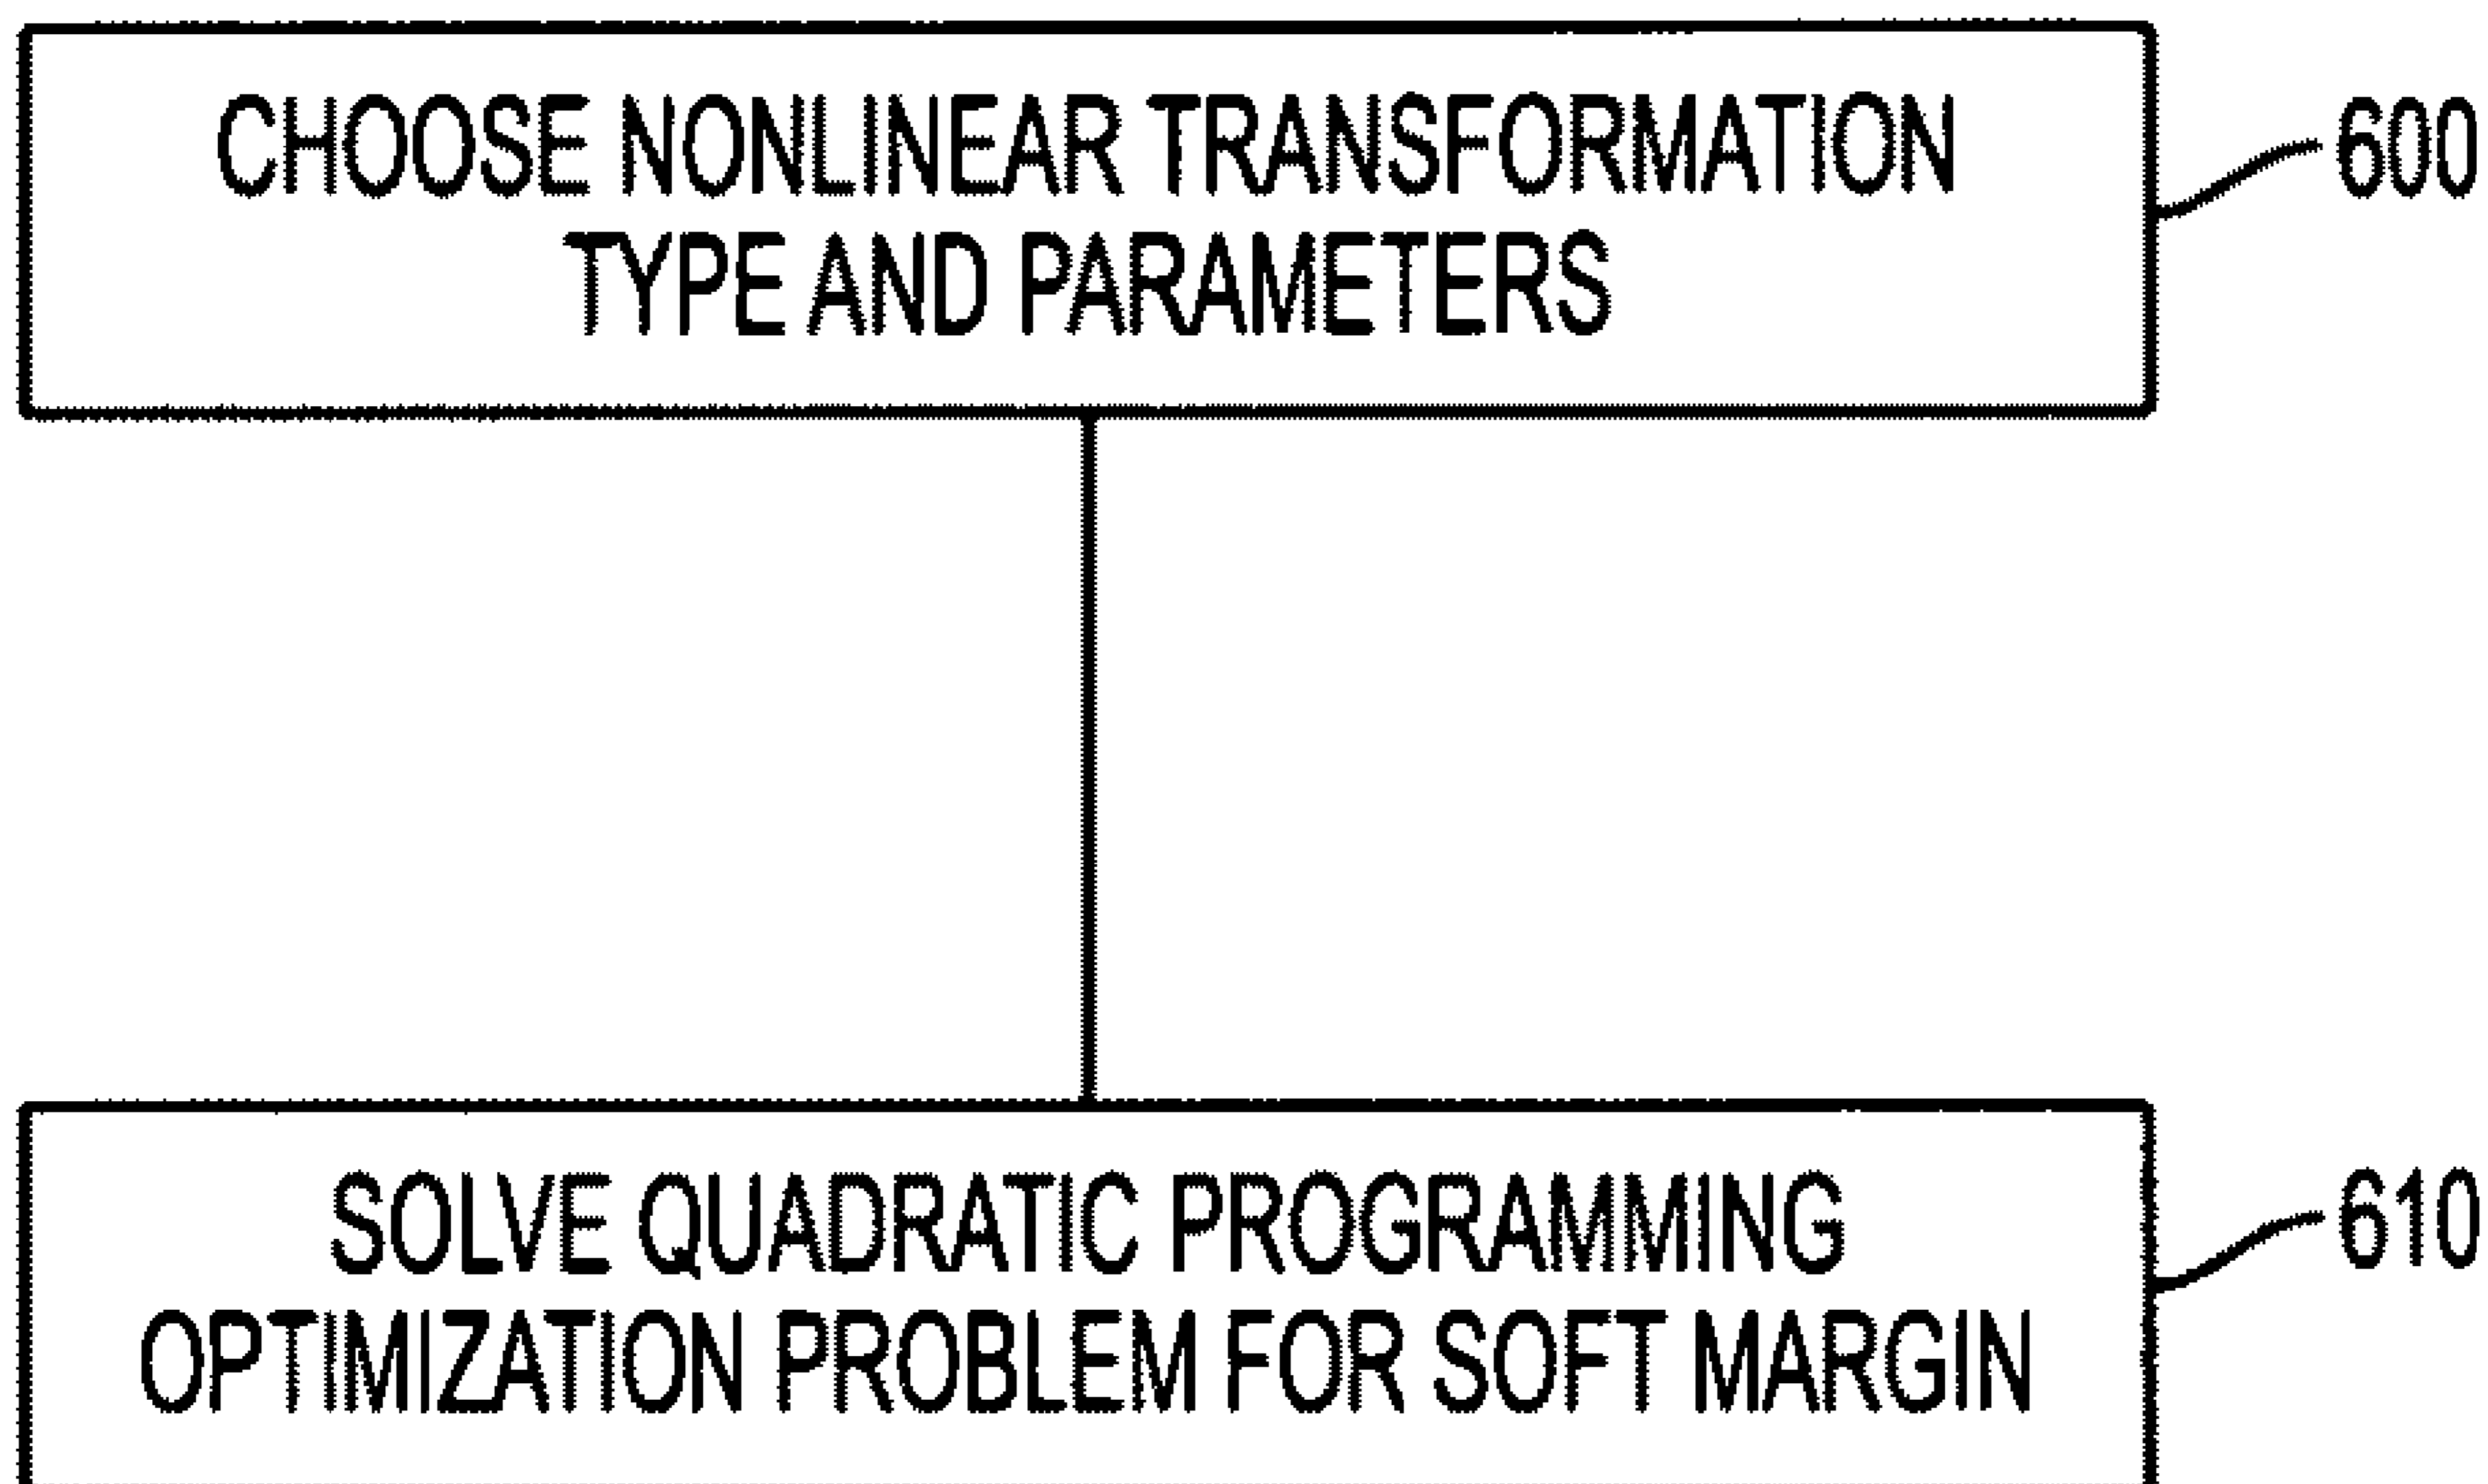 CHOOSE NONLINEAR TRANSFORMATION
TYPE AND PARAMETERS
600
SOLVE QUADRATIC PROGRAMMING
OPTIMIZATION PROBLEM FOR SOFT MARGIN
610